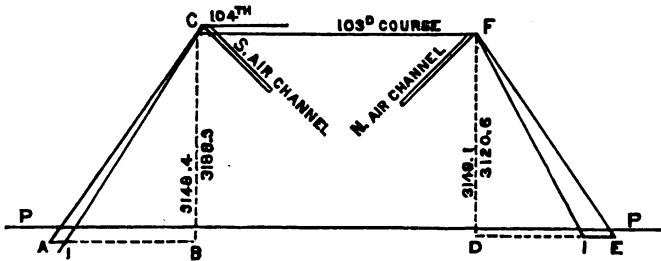 C 104TH
103D COURSE F
S. AIR CHANNEL
N. AIR CHANNEL
3148.4
3188.3
3149.1
3120.6
P P
A 1 B D 1 E